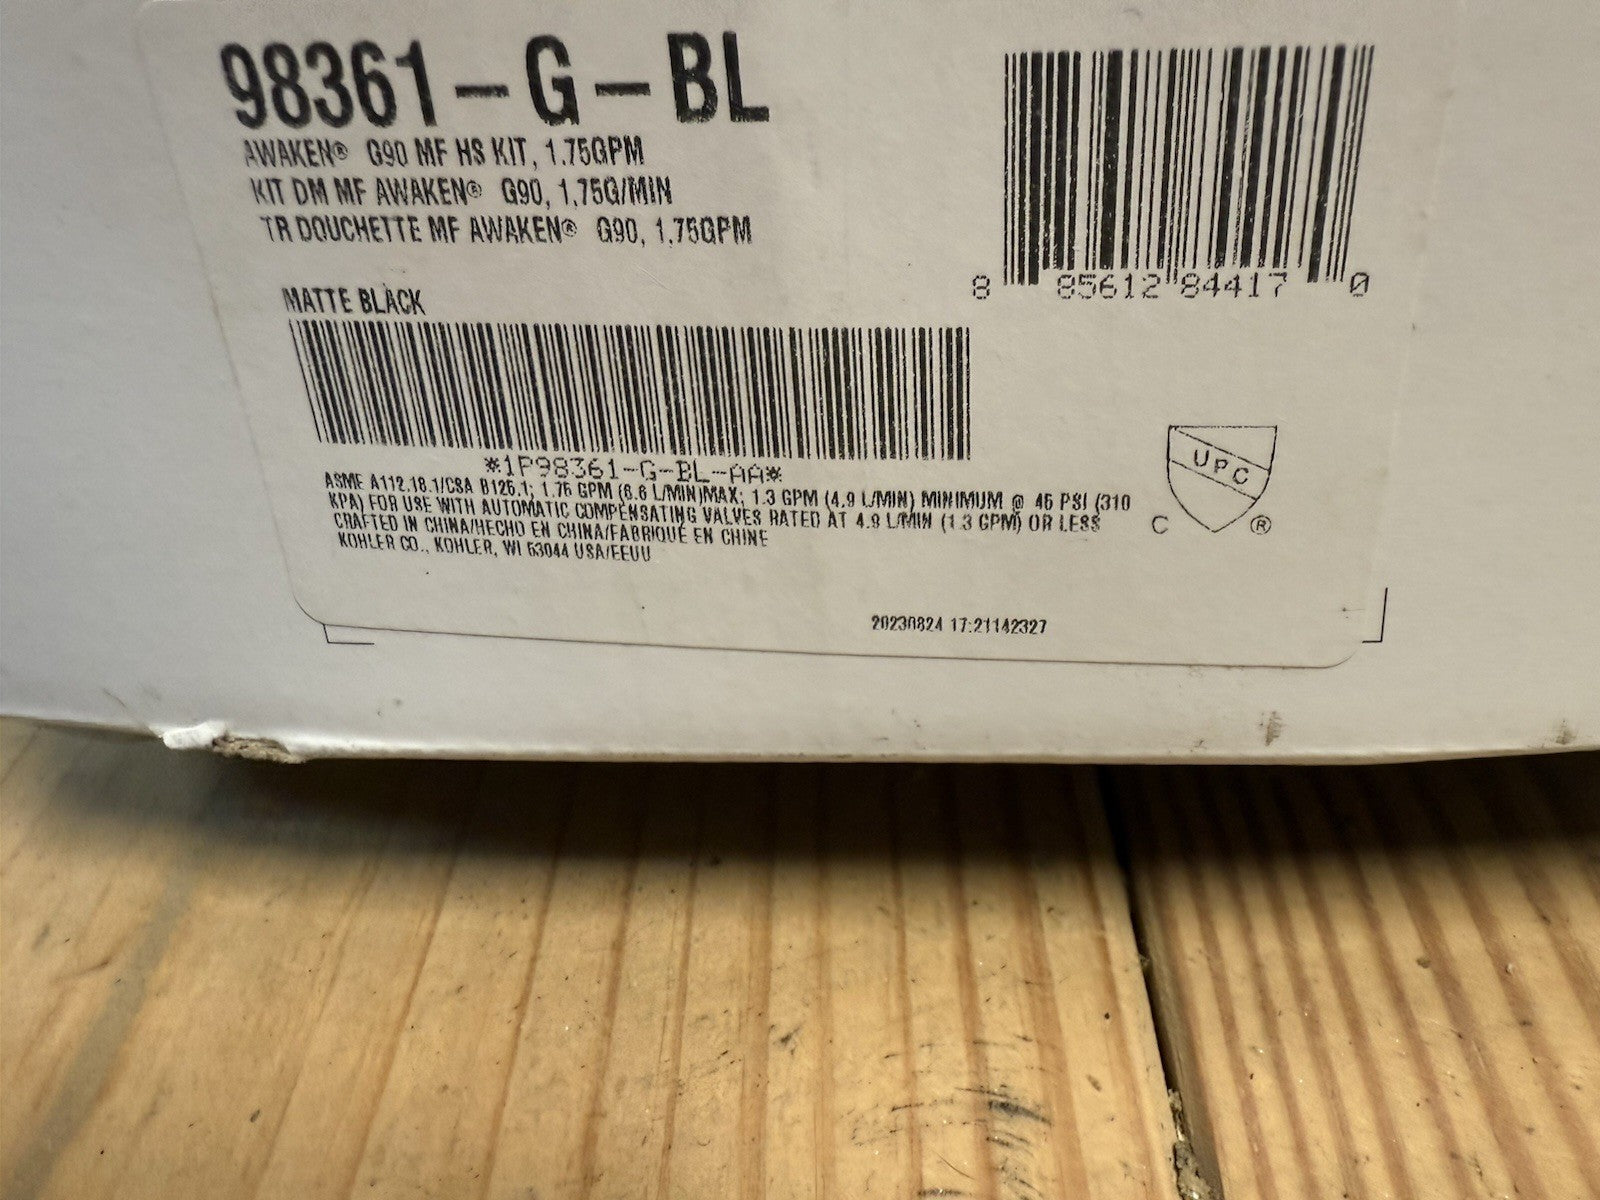 98361-G-BL
AWAKEN® G90 MF HS KIT, 1.75GPM
KIT DM MF AWAKEN® G90, 1,75G/MIN
TR DOUCHETTE MF AWAKEN® G90, 1,75GPM
8 85612 84417 0
MATTE BLACK
*1P98361-G-BL-AA*
ASME A112.18.1/CSA B125.1; 1.75 GPM (6.6 L/MIN)MAX; 1.3 GPM (4.9 L/MIN) MINIMUM @ 45 PSI (310
KPA) FOR USE WITH AUTOMATIC COMPENSATING VALVES RATED AT 4.9 L/MIN (1.3 GPM) OR LESS
CRAFTED IN CHINA/HECHO EN CHINA/FABRIQUÉ EN CHINE
KOHLER CO., KOHLER, WI 53044 USA/EEUU
UPC
C ®
20230824 17:21142327